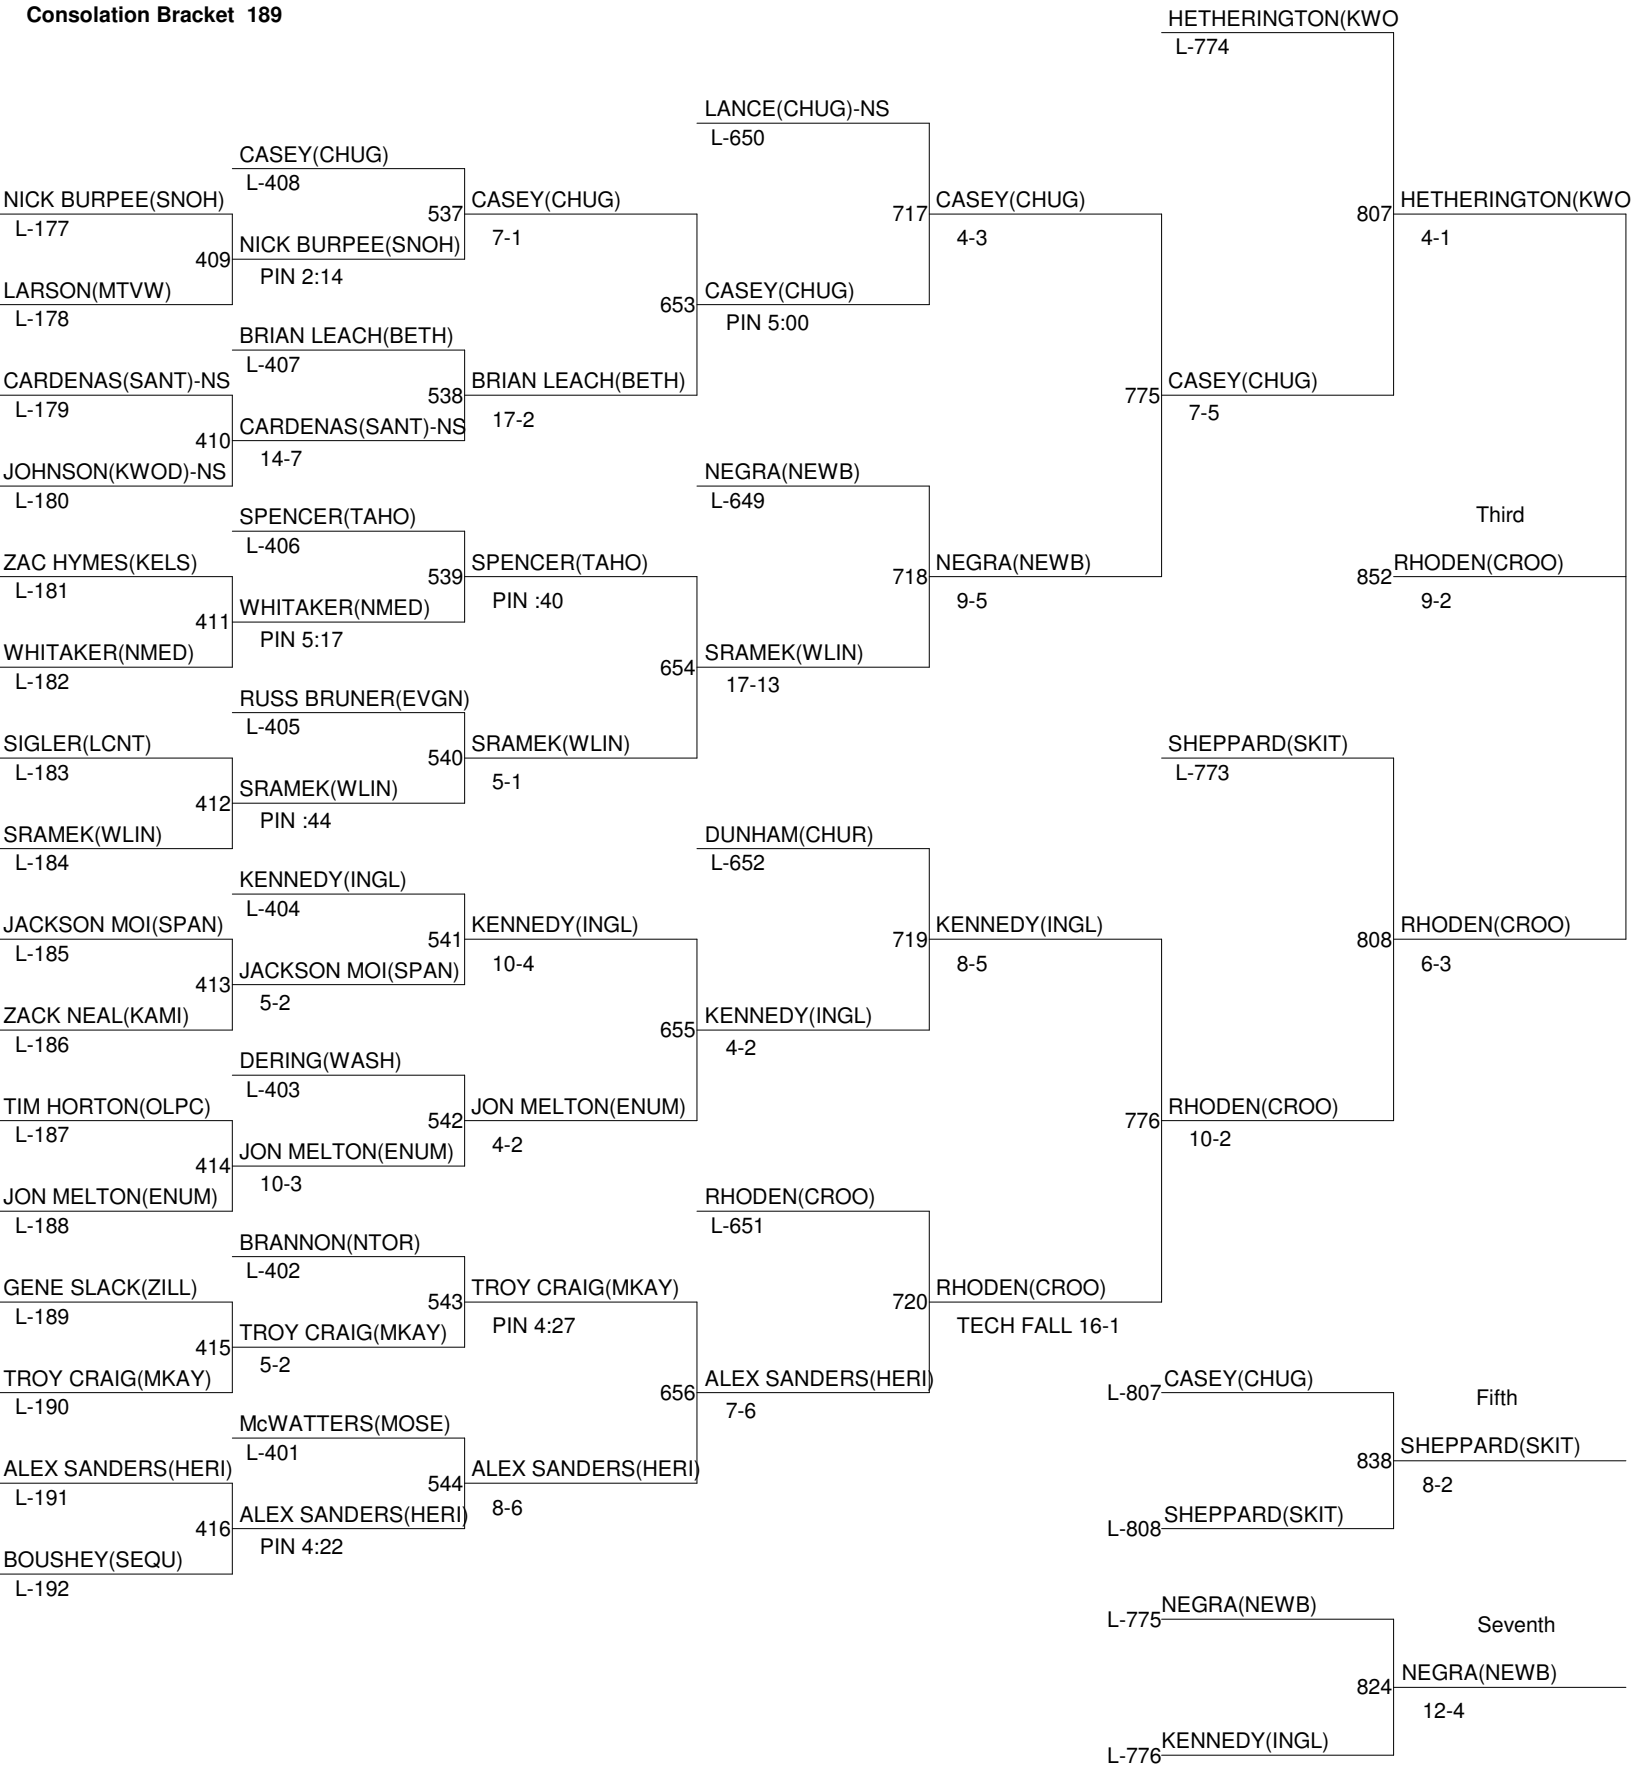 Consolation Bracket 189
NICK BURPEE(SNOH)
L-177
LARSON(MTVW)
L-178
CARDENAS(SANT)-NS
L-179
JOHNSON(KWOD)-NS
L-180
ZAC HYMES(KELS)
L-181
WHITAKER(NMED)
L-182
SIGLER(LCNT)
L-183
SRAMEK(WLIN)
L-184
JACKSON MOI(SPAN)
L-185
ZACK NEAL(KAMI)
L-186
TIM HORTON(OLPC)
L-187
JON MELTON(ENUM)
L-188
GENE SLACK(ZILL)
L-189
TROY CRAIG(MKAY)
L-190
ALEX SANDERS(HERI)
L-191
BOUSHEY(SEQU)
L-192
CASEY(CHUG)
L-408
409
NICK BURPEE(SNOH)
PIN 2:14
BRIAN LEACH(BETH)
L-407
410
CARDENAS(SANT)-NS
14-7
SPENCER(TAHO)
L-406
411
WHITAKER(NMED)
PIN 5:17
RUSS BRUNER(EVGN)
L-405
412
SRAMEK(WLIN)
PIN :44
KENNEDY(INGL)
L-404
413
JACKSON MOI(SPAN)
5-2
DERING(WASH)
L-403
414
JON MELTON(ENUM)
10-3
BRANNON(NTOR)
L-402
415
TROY CRAIG(MKAY)
5-2
McWATTERS(MOSE)
L-401
416
ALEX SANDERS(HERI)
PIN 4:22
537
CASEY(CHUG)
7-1
538
BRIAN LEACH(BETH)
17-2
539
SPENCER(TAHO)
PIN :40
540
SRAMEK(WLIN)
5-1
541
KENNEDY(INGL)
10-4
542
JON MELTON(ENUM)
4-2
543
TROY CRAIG(MKAY)
PIN 4:27
544
ALEX SANDERS(HERI)
8-6
LANCE(CHUG)-NS
L-650
653
CASEY(CHUG)
PIN 5:00
NEGRA(NEWB)
L-649
654
SRAMEK(WLIN)
17-13
DUNHAM(CHUR)
L-652
655
KENNEDY(INGL)
4-2
RHODEN(CROO)
L-651
656
ALEX SANDERS(HERI)
7-6
717
CASEY(CHUG)
4-3
718
NEGRA(NEWB)
9-5
719
KENNEDY(INGL)
8-5
720
RHODEN(CROO)
TECH FALL 16-1
HETHERINGTON(KWO
L-774
775
CASEY(CHUG)
7-5
SHEPPARD(SKIT)
L-773
776
RHODEN(CROO)
10-2
807
HETHERINGTON(KWO
4-1
808
RHODEN(CROO)
6-3
Third
852
RHODEN(CROO)
9-2
L-807
CASEY(CHUG)
L-808
SHEPPARD(SKIT)
Fifth
838
SHEPPARD(SKIT)
8-2
L-775
NEGRA(NEWB)
L-776
KENNEDY(INGL)
Seventh
824
NEGRA(NEWB)
12-4